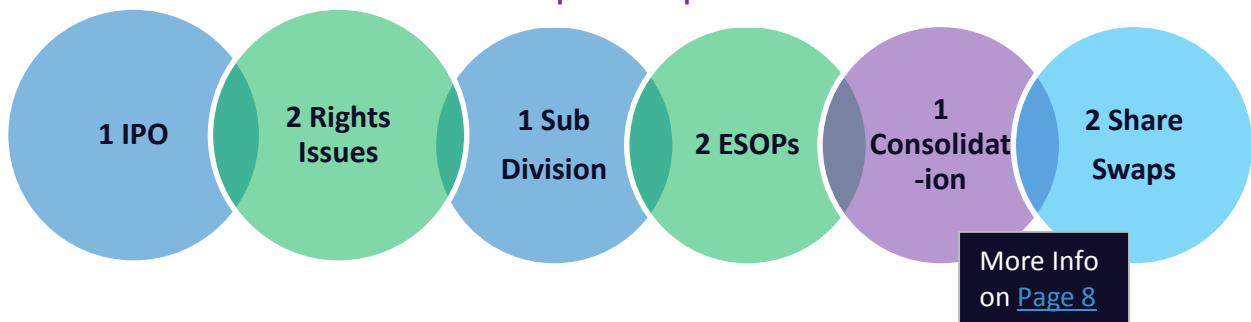 1 IPO
2 Rights
Issues
1 Sub
Division
2 ESOPs
1
Consolidat
-ion
2 Share
Swaps
More Info
on Page 8